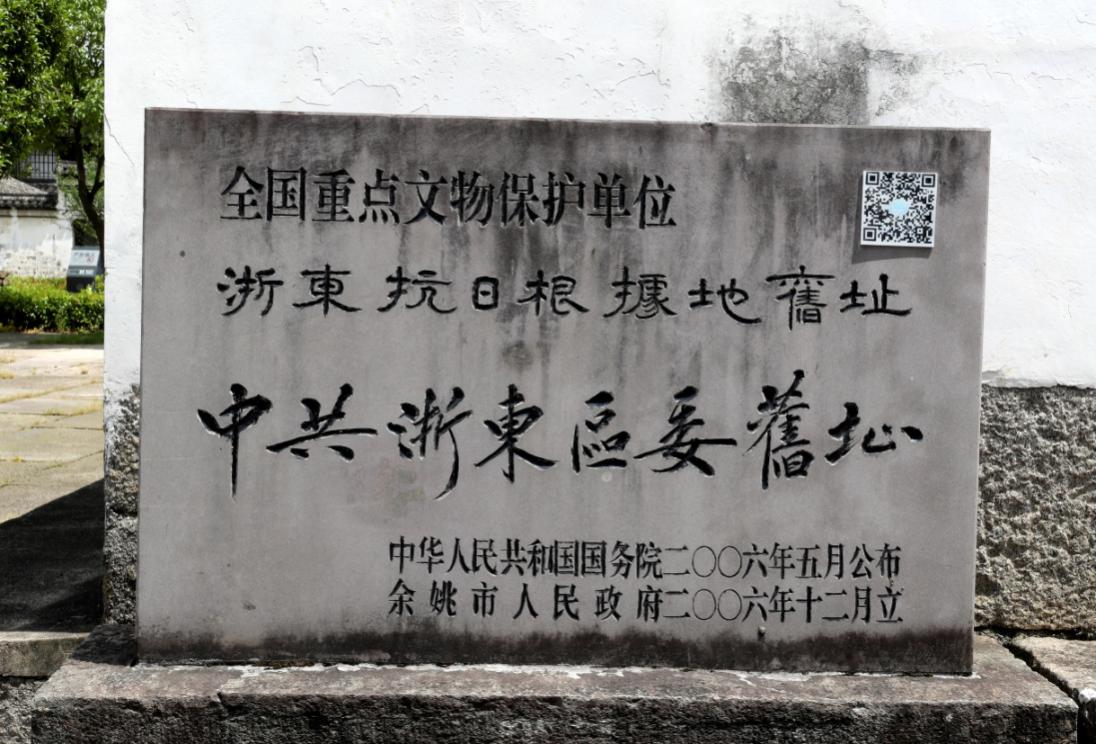 全国重点文物保护单位
浙東抗日根據地舊址
中共浙東區委舊址
中华人民共和国国务院二〇〇六年五月公布
余姚市人民政府二〇〇六年十二月立